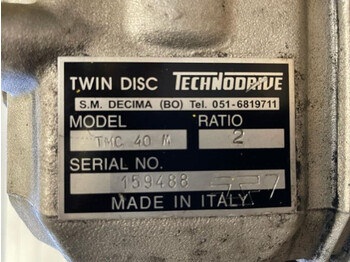 TWIN DISC TECHNODRIVE
S.M. DECIMA (BO) Tel. 051-6819711
MODEL RATIO
TMC 40 M 2
SERIAL NO.
159488
MADE IN ITALY